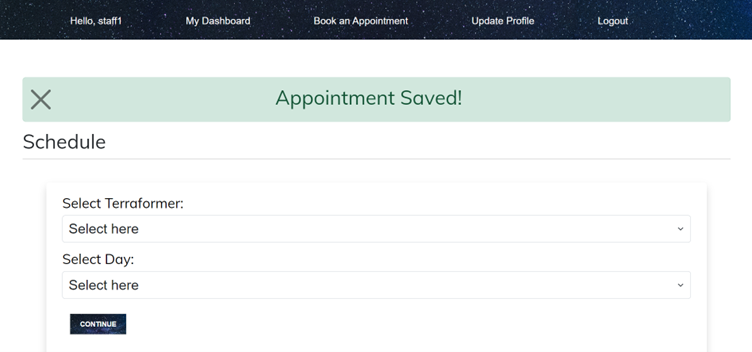 Hello, staff1 My Dashboard Book an Appointment Update Profile Logout
Appointment Saved!
Schedule
Select Terraformer:
Select here
Select Day:
Select here
CONTINUE